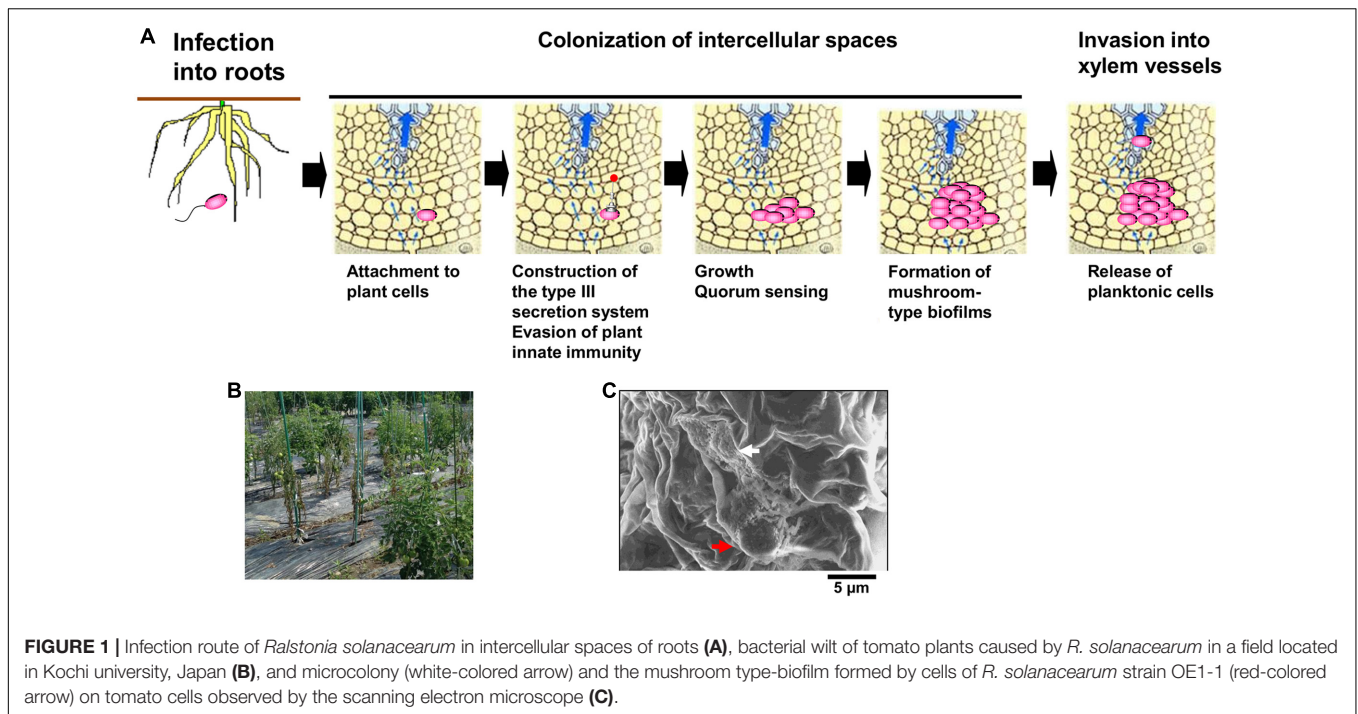 A
Infection
into roots
Colonization of intercellular spaces
Invasion into
xylem vessels
Attachment to
plant cells
Construction of
the type III
secretion system
Evasion of plant
innate immunity
Growth
Quorum sensing
Formation of
mushroom-
type biofilms
Release of
planktonic cells
B
C
5 µm
FIGURE 1 | Infection route of Ralstonia solanacearum in intercellular spaces of roots (A), bacterial wilt of tomato plants caused by R. solanacearum in a field located
in Kochi university, Japan (B), and microcolony (white-colored arrow) and the mushroom type-biofilm formed by cells of R. solanacearum strain OE1-1 (red-colored
arrow) on tomato cells observed by the scanning electron microscope (C).